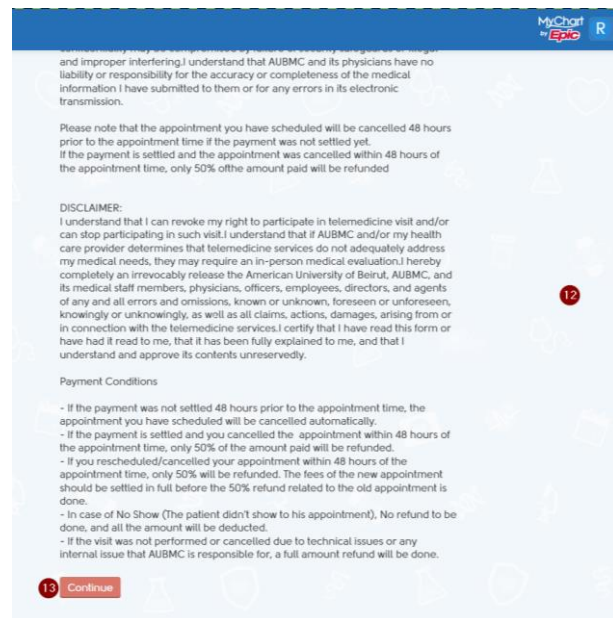 MyChart
by Epic
R
and improper interfering.I understand that AUBMC and its physicians have no
liability or responsibility for the accuracy or completeness of the medical
information I have submitted to them or for any errors in its electronic
transmission.
Please note that the appointment you have scheduled will be cancelled 48 hours
prior to the appointment time if the payment was not settled yet.
If the payment is settled and the appointment was cancelled within 48 hours of
the appointment time, only 50% ofthe amount paid will be refunded
DISCLAIMER:
I understand that I can revoke my right to participate in telemedicine visit and/or
can stop participating in such visit.I understand that if AUBMC and/or my health
care provider determines that telemedicine services do not adequately address
my medical needs, they may require an in-person medical evaluation.I hereby
completely an irrevocably release the American University of Beirut, AUBMC, and
its medical staff members, physicians, officers, employees, directors, and agents
of any and all errors and omissions, known or unknown, foreseen or unforeseen,
knowingly or unknowingly, as well as all claims, actions, damages, arising from or
in connection with the telemedicine services.I certify that I have read this form or
have had it read to me, that it has been fully explained to me, and that I
understand and approve its contents unreservedly.
12
Payment Conditions
- If the payment was not settled 48 hours prior to the appointment time, the
appointment you have scheduled will be cancelled automatically.
- If the payment is settled and you cancelled the appointment within 48 hours of
the appointment time, only 50% of the amount paid will be refunded.
- If you rescheduled/cancelled your appointment within 48 hours of the
appointment time, only 50% will be refunded. The fees of the new appointment
should be settled in full before the 50% refund related to the old appointment is
done.
- In case of No Show (The patient didn't show to his appointment), No refund to be
done, and all the amount will be deducted.
- If the visit was not performed or cancelled due to technical issues or any
internal issue that AUBMC is responsible for, a full amount refund will be done.
13 Continue